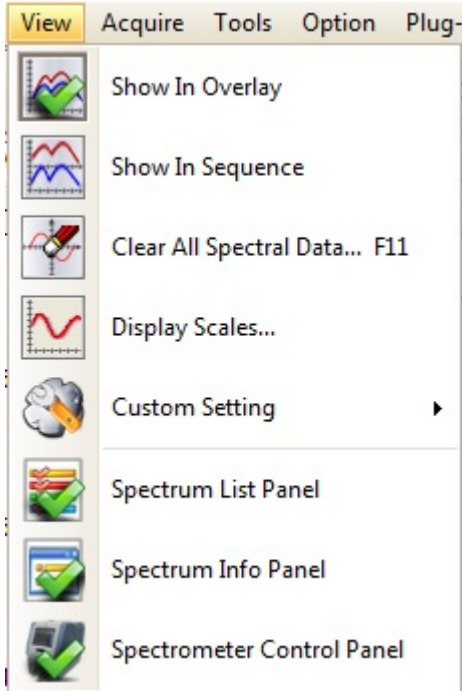 View Acquire Tools Option Plug-
Show In Overlay
Show In Sequence
Clear All Spectral Data... F11
Display Scales...
Custom Setting
Spectrum List Panel
Spectrum Info Panel
Spectrometer Control Panel